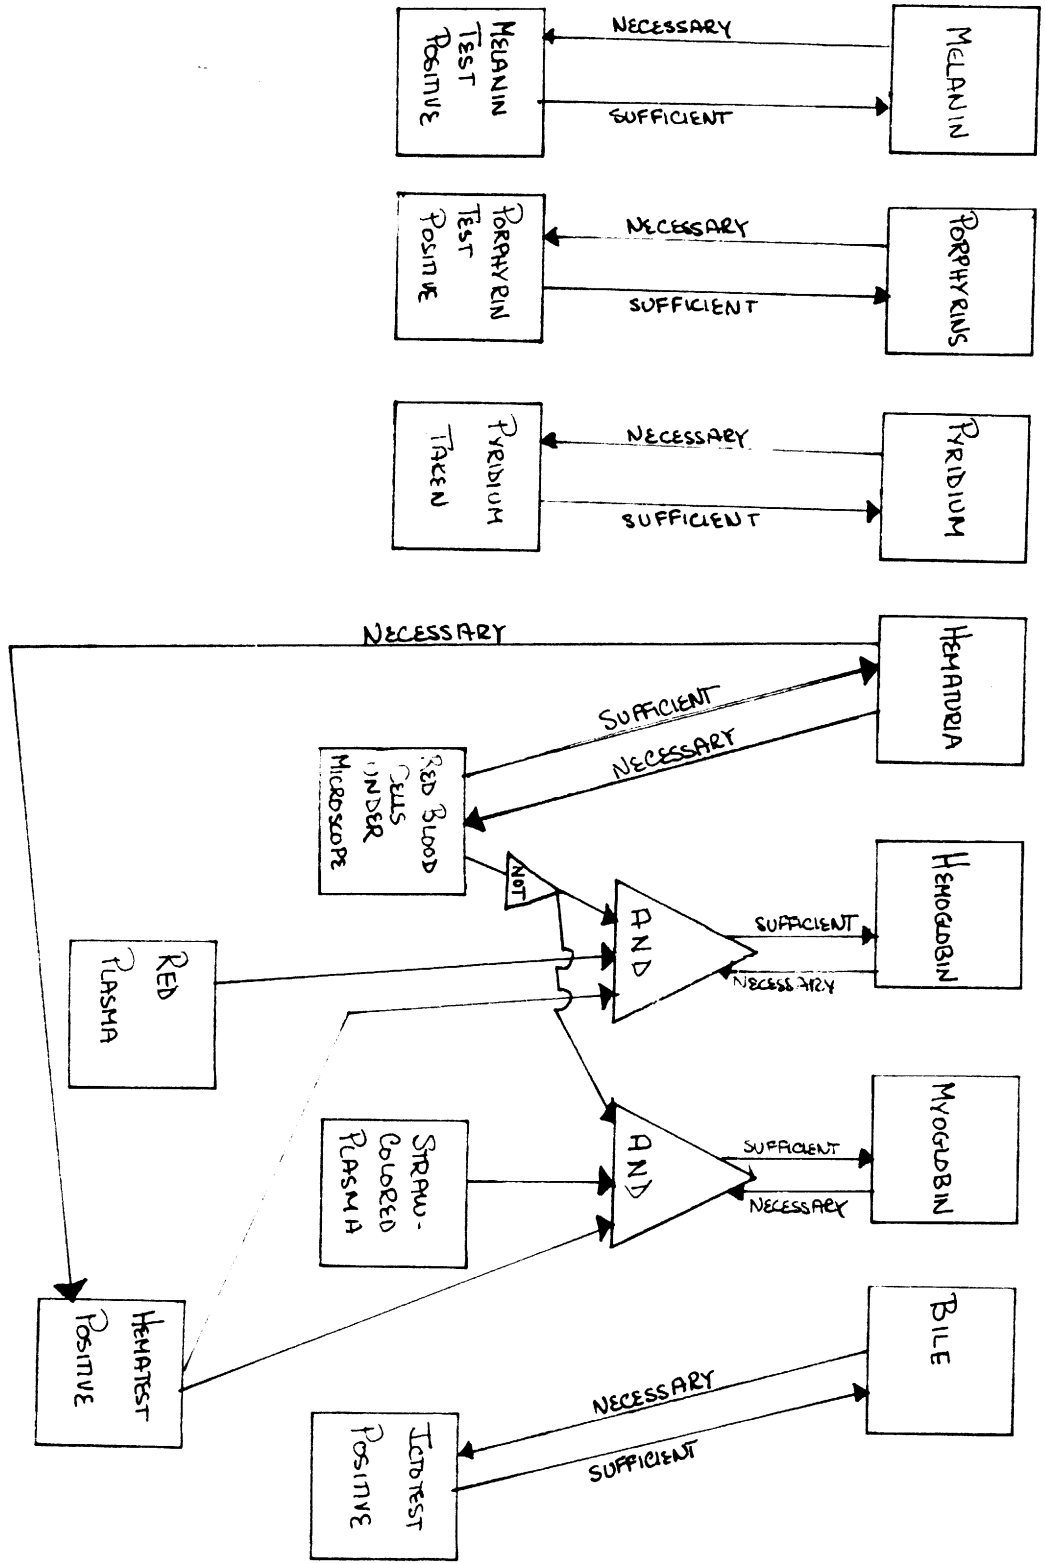 MELANIN
NECESSARY
SUFFICIENT
MELANIN
TEST
POSITIVE
PORPHYRINS
NECESSARY
SUFFICIENT
PORPHYRIN
TEST
POSITIVE
PYRIDIUM
NECESSARY
SUFFICIENT
PYRIDIUM
TAKEN
HEMATURIA
NECESSARY
SUFFICIENT
NECESSARY
RED BLOOD
CELLS
UNDER
MICROSCOPE
NOT
HEMOGLOBIN
SUFFICIENT
NECESSARY
AND
RED
PLASMA
MYOGLOBIN
SUFFICIENT
NECESSARY
AND
STRAW-
COLORED
PLASMA
HEMATEST
POSITIVE
BILE
NECESSARY
SUFFICIENT
ICTOTEST
POSITIVE